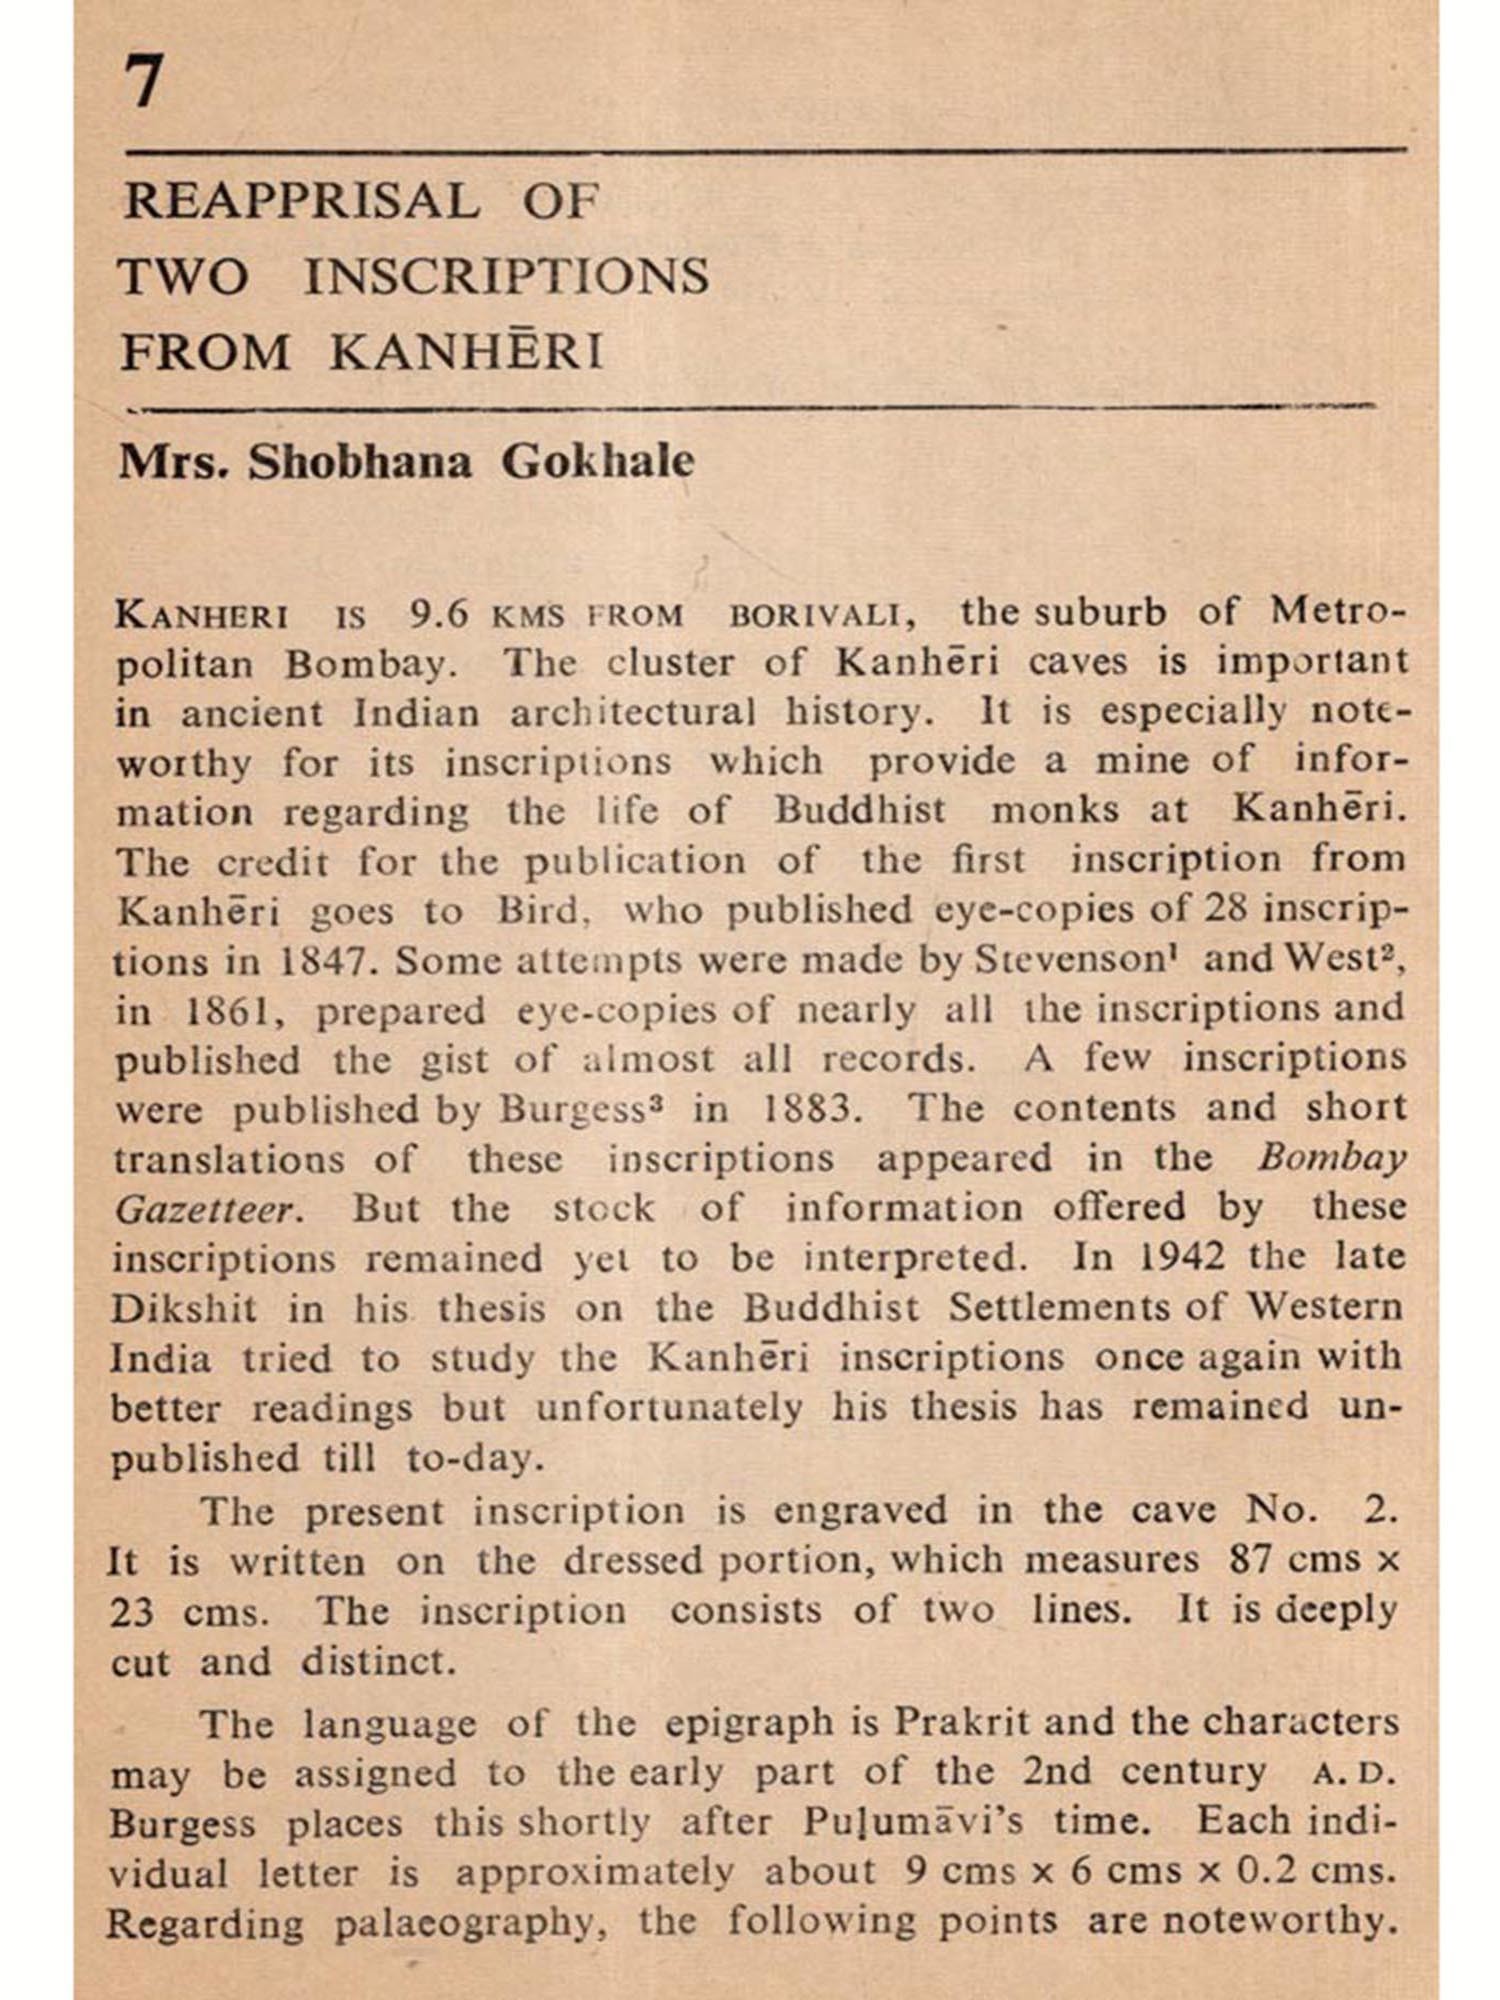 7
REAPPRISAL OF
TWO INSCRIPTIONS
FROM KANHĒRI
Mrs. Shobhana Gokhale
KANHERI IS 9.6 KMS FROM BORIVALI, the suburb of Metro-
politan Bombay. The cluster of Kanhēri caves is important
in ancient Indian architectural history. It is especially note-
worthy for its inscriptions which provide a mine of infor-
mation regarding the life of Buddhist monks at Kanhēri.
The credit for the publication of the first inscription from
Kanhēri goes to Bird, who published eye-copies of 28 inscrip-
tions in 1847. Some attempts were made by Stevenson¹ and West²,
in 1861, prepared eye-copies of nearly all the inscriptions and
published the gist of almost all records. A few inscriptions
were published by Burgess³ in 1883. The contents and short
translations of these inscriptions appeared in the Bombay
Gazetteer. But the stock of information offered by these
inscriptions remained yet to be interpreted. In 1942 the late
Dikshit in his thesis on the Buddhist Settlements of Western
India tried to study the Kanhēri inscriptions once again with
better readings but unfortunately his thesis has remained un-
published till to-day.
The present inscription is engraved in the cave No. 2.
It is written on the dressed portion, which measures 87 cms x
23 cms. The inscription consists of two lines. It is deeply
cut and distinct.
The language of the epigraph is Prakrit and the characters
may be assigned to the early part of the 2nd century A. D.
Burgess places this shortly after Puḷumāvi's time. Each indi-
vidual letter is approximately about 9 cms x 6 cms x 0.2 cms.
Regarding palaeography, the following points are noteworthy.